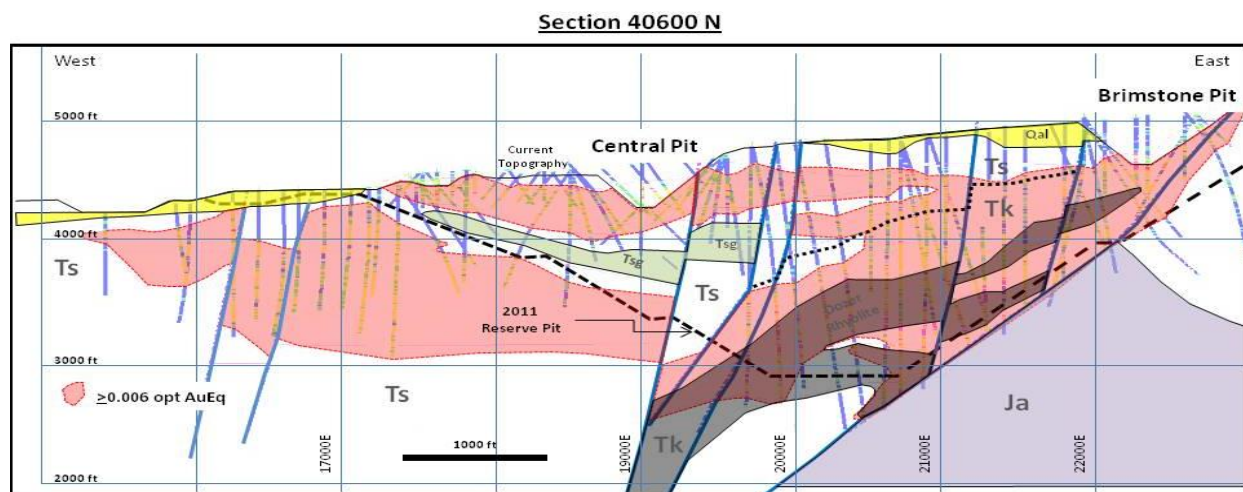 Section 40600 N
West
East
Brimstone Pit
5000 ft
Qal
Central Pit
Current
Topography
Ts
Tk
4000 ft
Tsg
Tsg
Ts
Ts
Dozer
Rhyolite
2011
Reserve Pit
3000 ft
≥0.006 opt AuEq
Ts
Ja
Tk
1000 ft
17000E
19000E
20000E
21000E
22000E
2000 ft